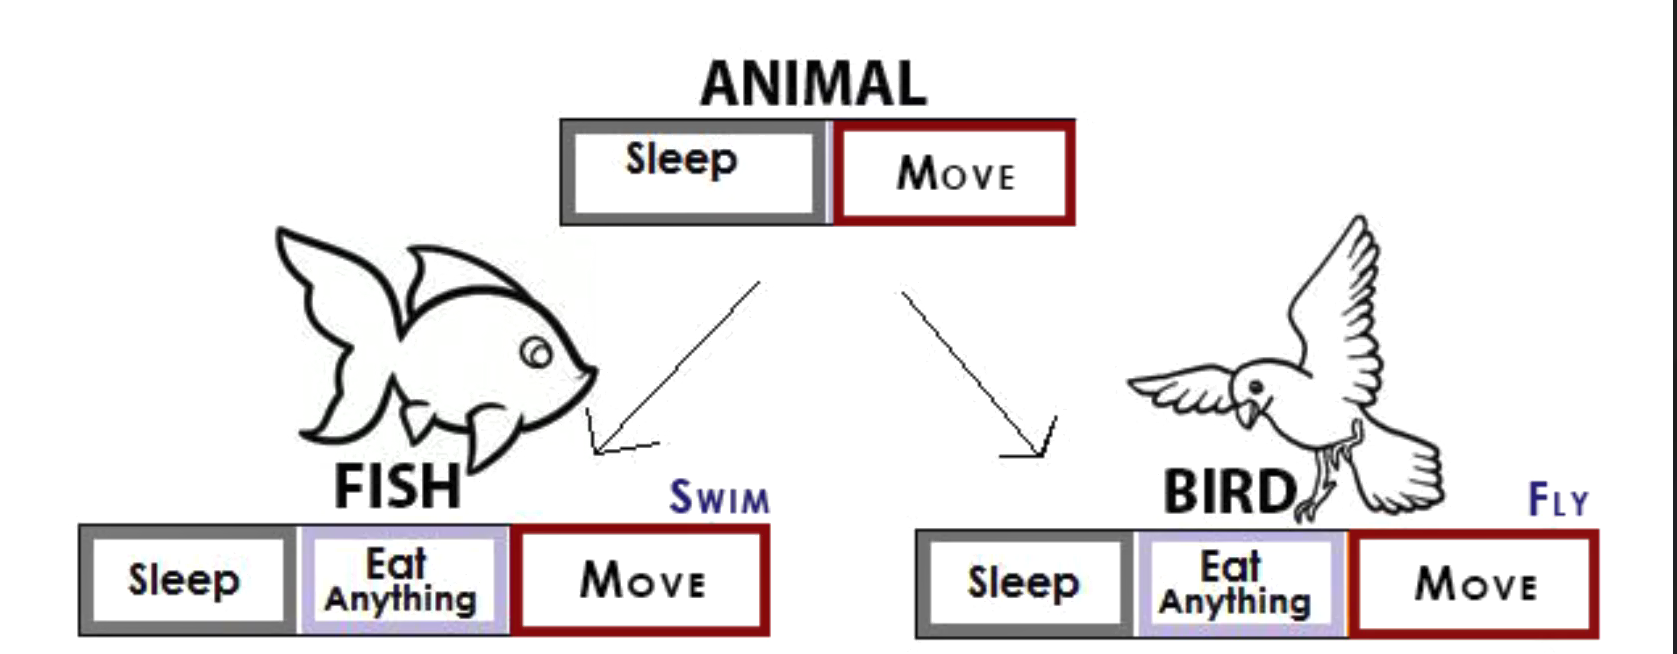 ANIMAL
Sleep MOVE
FISH SWIM
Sleep Eat Anything MOVE
BIRD FLY
Sleep Eat Anything MOVE